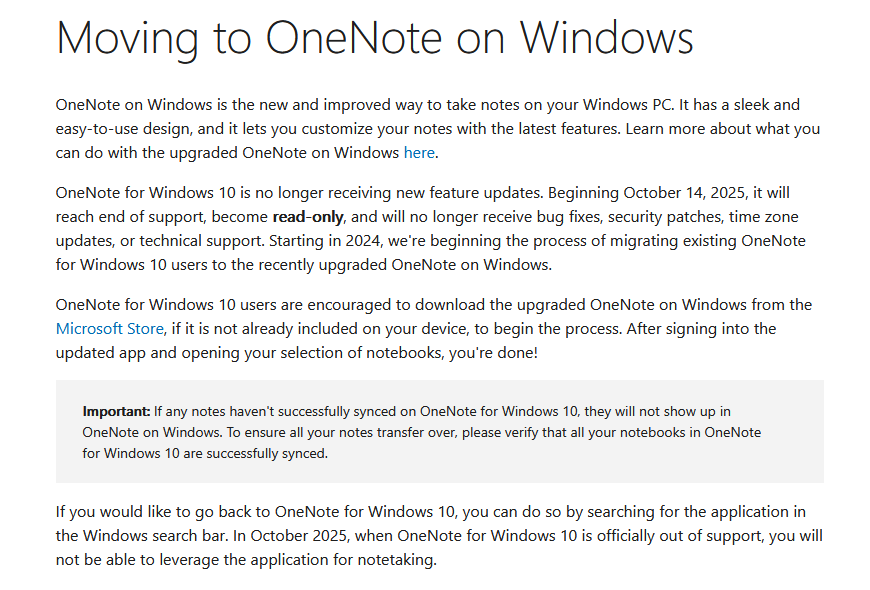 Moving to OneNote on Windows
OneNote on Windows is the new and improved way to take notes on your Windows PC. It has a sleek and
easy-to-use design, and it lets you customize your notes with the latest features. Learn more about what you
can do with the upgraded OneNote on Windows here.
OneNote for Windows 10 is no longer receiving new feature updates. Beginning October 14, 2025, it will
reach end of support, become read-only, and will no longer receive bug fixes, security patches, time zone
updates, or technical support. Starting in 2024, we're beginning the process of migrating existing OneNote
for Windows 10 users to the recently upgraded OneNote on Windows.
OneNote for Windows 10 users are encouraged to download the upgraded OneNote on Windows from the
Microsoft Store, if it is not already included on your device, to begin the process. After signing into the
updated app and opening your selection of notebooks, you're done!
Important: If any notes haven't successfully synced on OneNote for Windows 10, they will not show up in
OneNote on Windows. To ensure all your notes transfer over, please verify that all your notebooks in OneNote
for Windows 10 are successfully synced.
If you would like to go back to OneNote for Windows 10, you can do so by searching for the application in
the Windows search bar. In October 2025, when OneNote for Windows 10 is officially out of support, you will
not be able to leverage the application for notetaking.